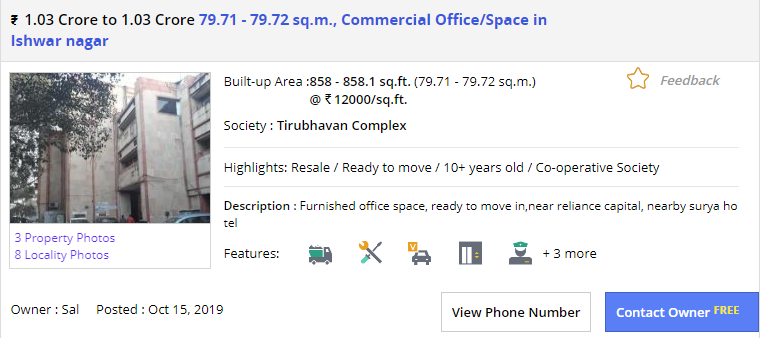 ₹ 1.03 Crore to 1.03 Crore 79.71 - 79.72 sq.m., Commercial Office/Space in
Ishwar nagar
Built-up Area :858 - 858.1 sq.ft. (79.71 - 79.72 sq.m.)
@ ₹ 12000/sq.ft.
Feedback
Society : Tirubhavan Complex
Highlights: Resale / Ready to move / 10+ years old / Co-operative Society
Description : Furnished office space, ready to move in,near reliance capital, nearby surya ho
tel
3 Property Photos
8 Locality Photos
Features:
V
+ 3 more
Owner : Sal Posted : Oct 15, 2019
View Phone Number
Contact Owner FREE